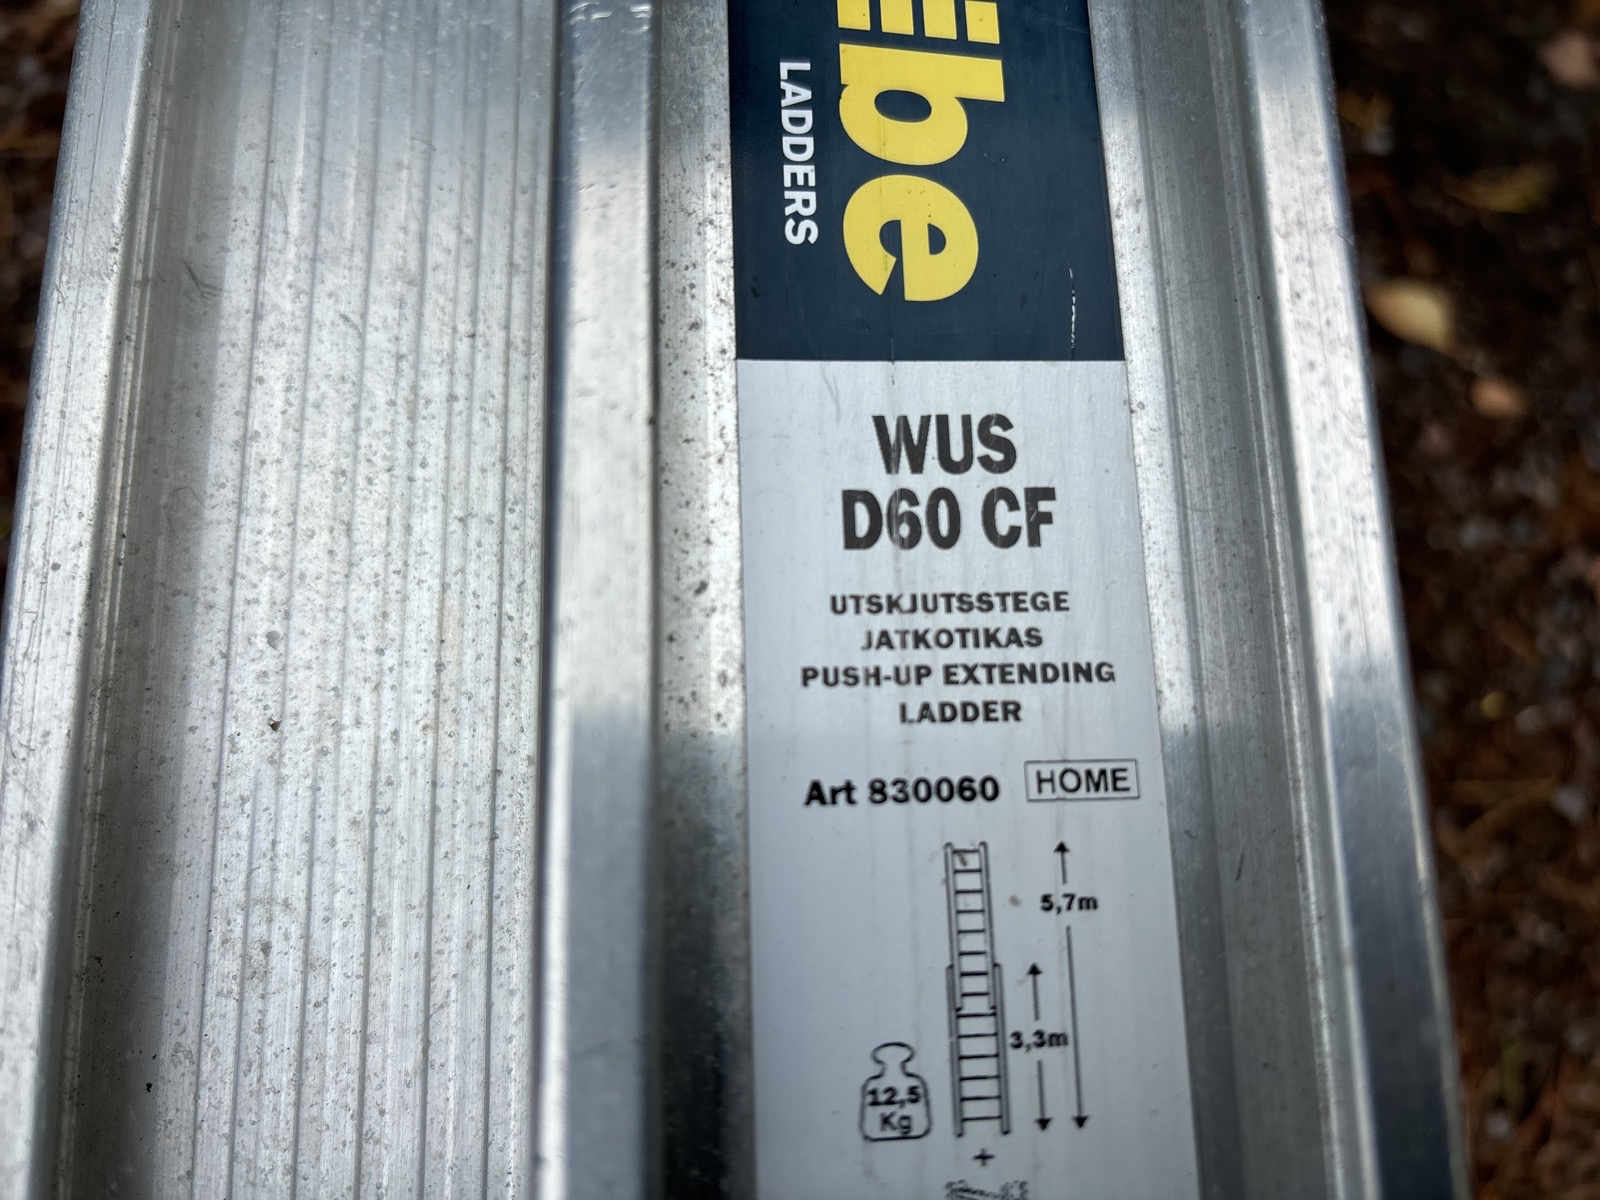 ibe
LADDERS
WUS
D60 CF
UTSKJUTSSTEGE
JATKOTIKAS
PUSH-UP EXTENDING
LADDER
Art 830060 HOME
5,7m
3,3m
12,5
Kg
+